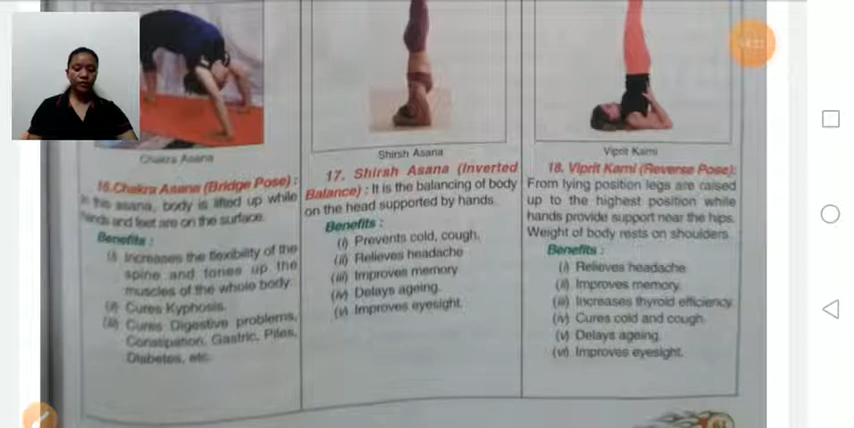 Chakra Asana
16.Chakra Asana (Bridge Pose) :
In this asana, body is lifted up while
hands and feet are on the surface.
Benefits :
(i) Increases the flexibility of the
spine and tones up the
muscles of the whole body.
(ii) Cures Kyphosis.
(iii) Cures Digestive problems,
Constipation, Gastric, Piles,
Diabetes, etc.
Shirsh Asana
17. Shirsh Asana (Inverted
Balance) : It is the balancing of body
on the head supported by hands.
Benefits :
(i) Prevents cold, cough,
(ii) Relieves headache
(iii) Improves memory
(iv) Delays ageing.
(v) Improves eyesight.
Viprit Karni
18. Viprit Karni (Reverse Pose):
From lying position legs are raised
up to the highest position while
hands provide support near the hips.
Weight of body rests on shoulders.
Benefits :
(i) Relieves headache
(ii) Improves memory.
(iii) Increases thyroid efficiency.
(iv) Cures cold and cough.
(v) Delays ageing.
(vi) Improves eyesight.